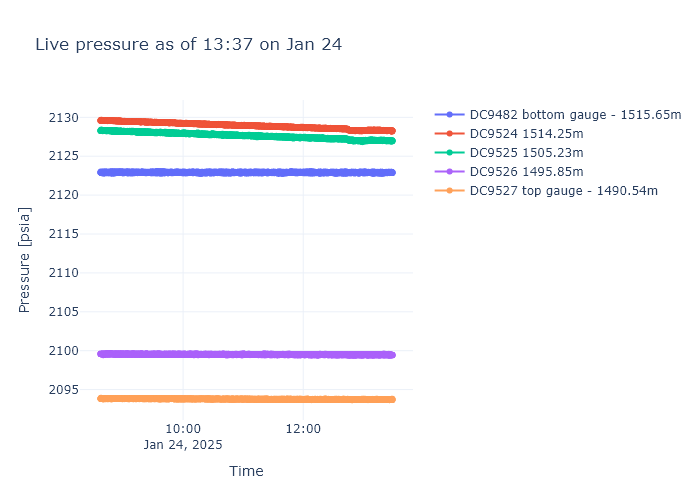 Live pressure as of 13:37 on Jan 24
2130
2125
2120
2115
2110
2105
2100
2095
Pressure [psia]
10:00
Jan 24, 2025
12:00
Time
DC9482 bottom gauge - 1515.65m
DC9524 1514.25m
DC9525 1505.23m
DC9526 1495.85m
DC9527 top gauge - 1490.54m